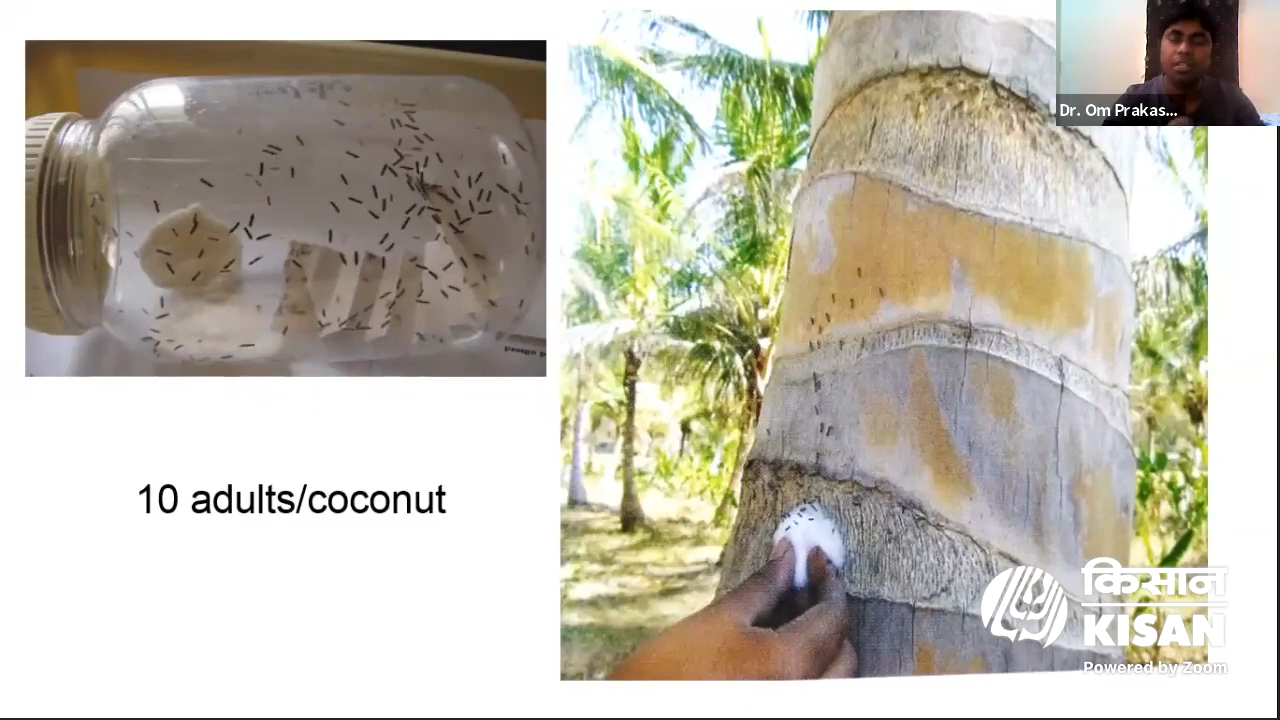 Dr. Om Prakas...
10 adults/coconut
किसान
KISAN
Powered by Zoom